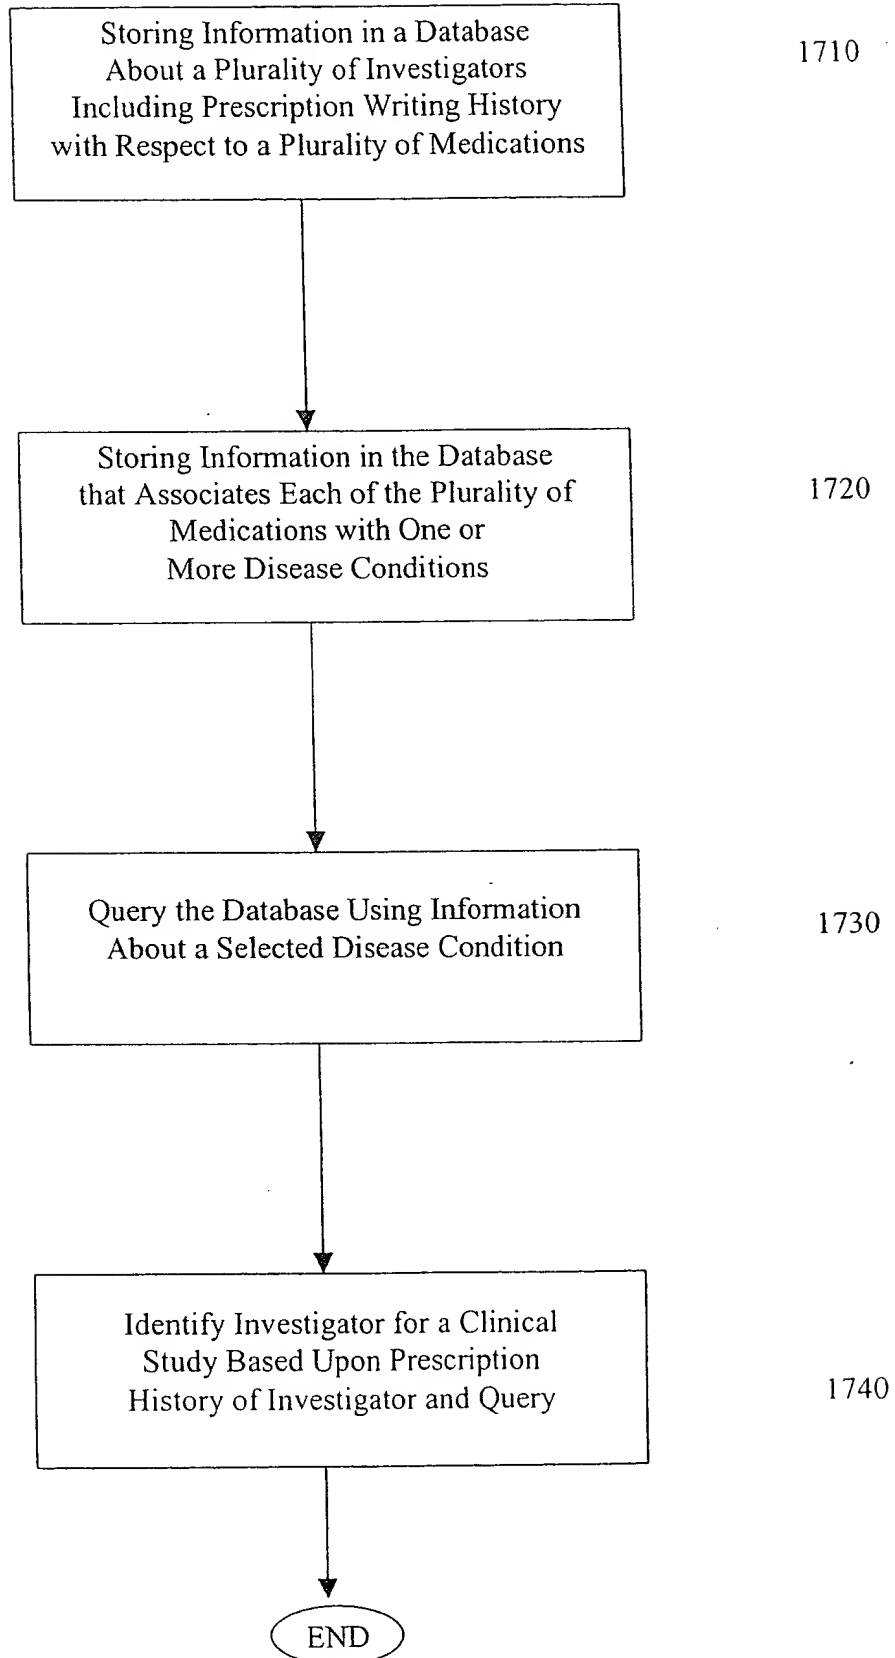 Storing Information in a Database
About a Plurality of Investigators
Including Prescription Writing History
with Respect to a Plurality of Medications
1710
Storing Information in the Database
that Associates Each of the Plurality of
Medications with One or
More Disease Conditions
1720
Query the Database Using Information
About a Selected Disease Condition
1730
Identify Investigator for a Clinical
Study Based Upon Prescription
History of Investigator and Query
1740
END